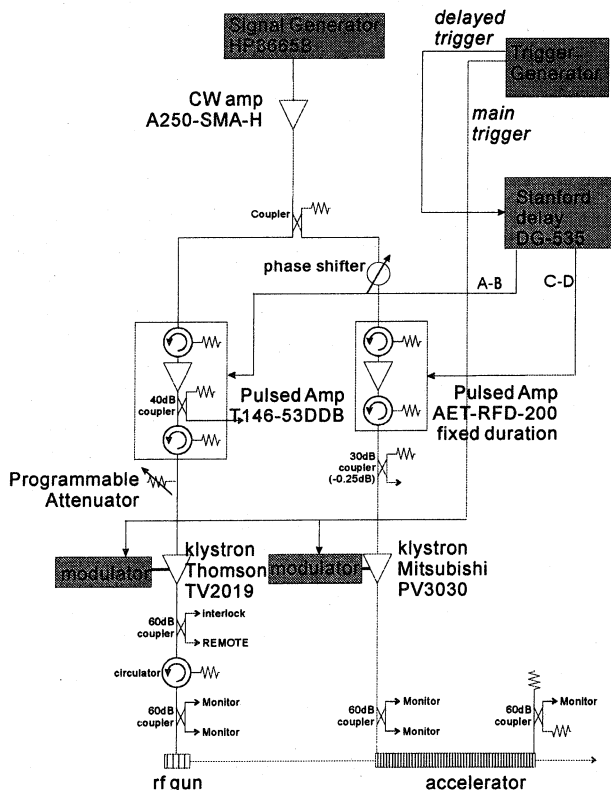 Signal Generator
HP8665B
delayed
trigger
Trigger
Generator
CW amp
A250-SMA-H
main
trigger
Coupler
Stanford
delay
DG-535
phase shifter
A-B
C-D
40dB
coupler
Pulsed Amp
T146-53DDB
Pulsed Amp
AET-RFD-200
fixed duration
30dB
coupler
(-0.25dB)
Programmable
Attenuator
modulator
klystron
Thomson
TV2019
modulator
klystron
Mitsubishi
PV3030
60dB
coupler
interlock
REMOTE
circulator
60dB
coupler
Monitor
Monitor
60dB
coupler
Monitor
Monitor
60dB
coupler
Monitor
rf gun
accelerator